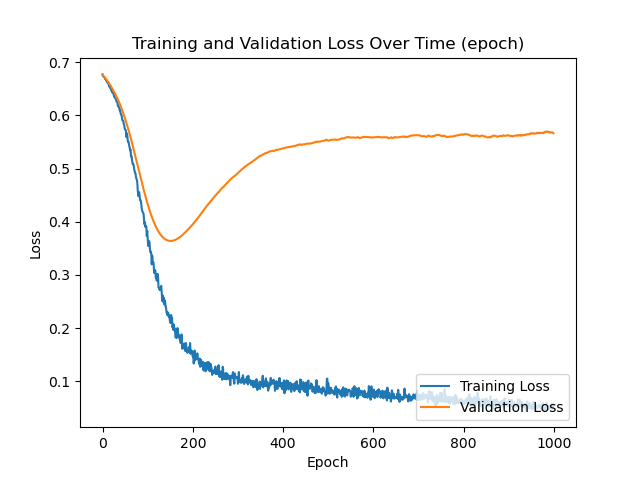 Training and Validation Loss Over Time (epoch)
0.7
0.6
0.5
0.4
0.3
0.2
0.1
Loss
Training Loss
Validation Loss
0 200 400 600 800 1000
Epoch